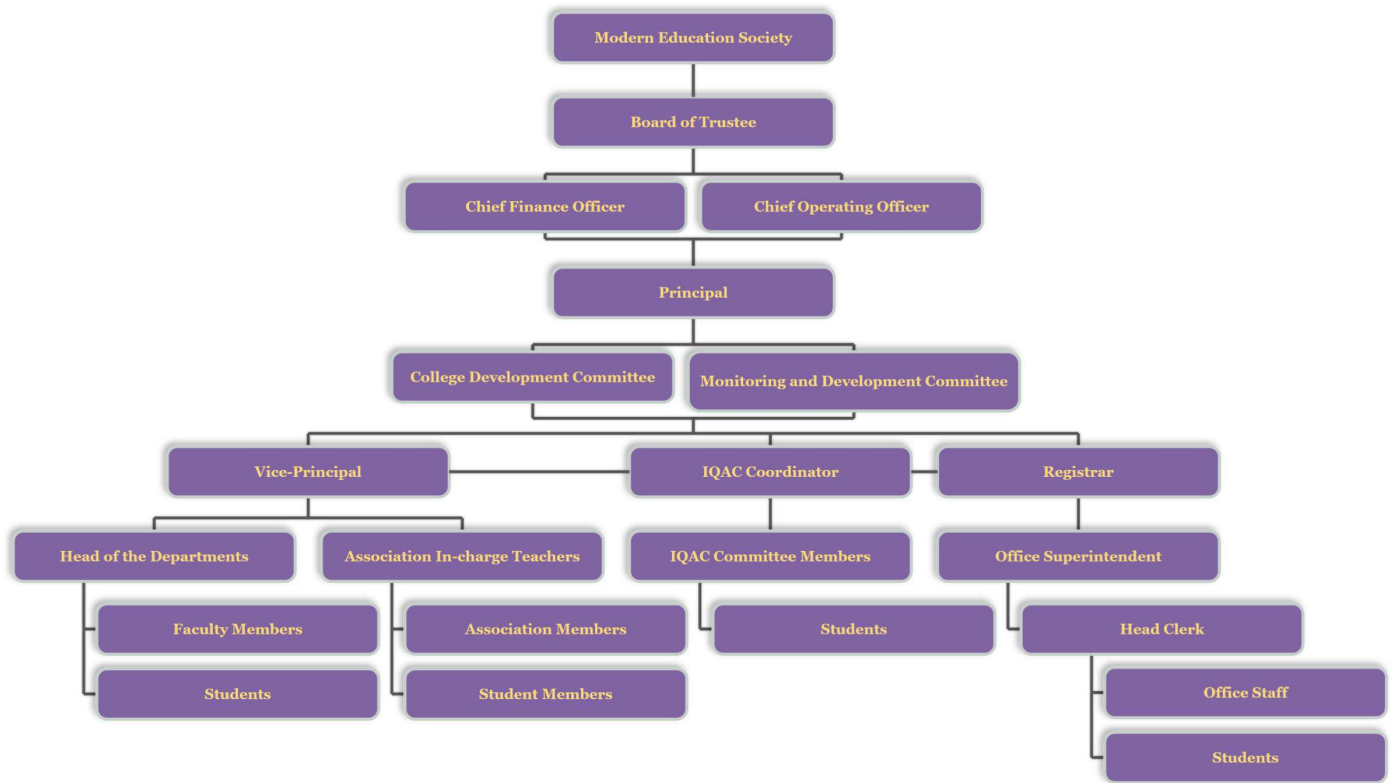 Modern Education Society
Board of Trustee
Chief Finance Officer
Chief Operating Officer
Principal
College Development Committee
Monitoring and Development Committee
Vice-Principal
IQAC Coordinator
Registrar
Head of the Departments
Association In-charge Teachers
IQAC Committee Members
Office Superintendent
Faculty Members
Association Members
Students
Head Clerk
Students
Student Members
Office Staff
Students